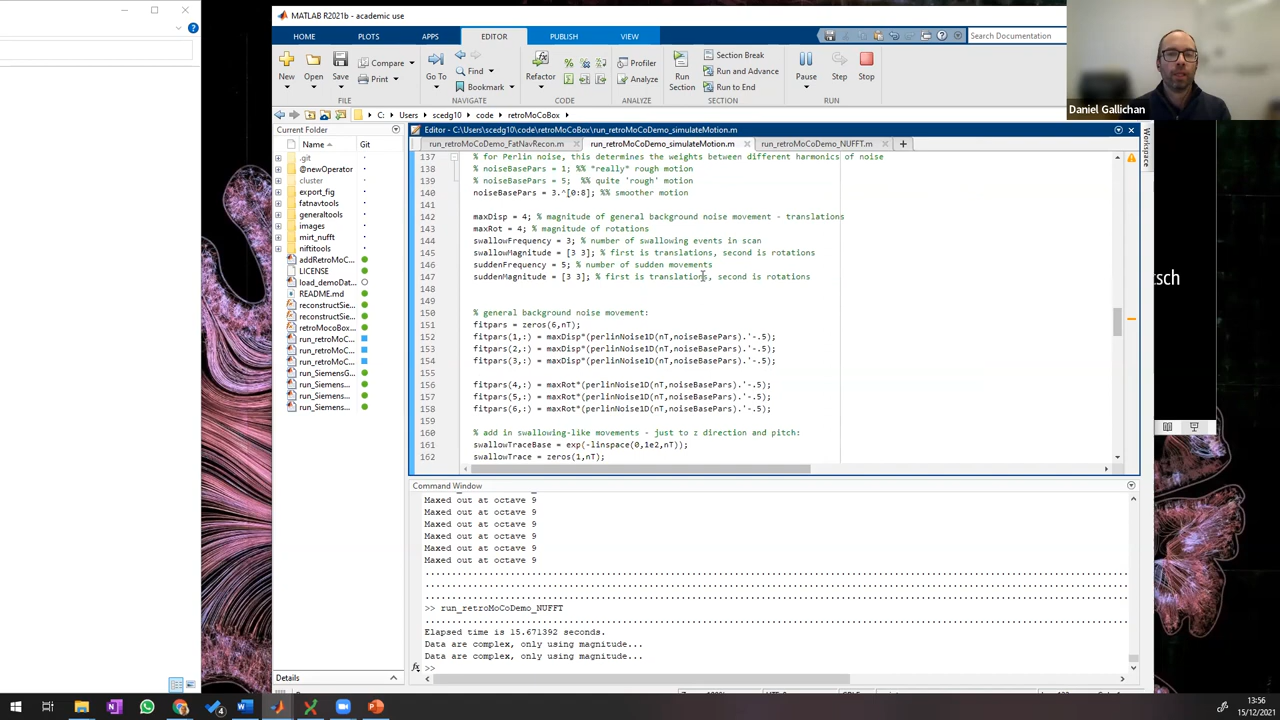 MATLAB R2021b - academic use
HOME
PLOTS
APPS
EDITOR
PUBLISH
VIEW
Search Documentation
New
Open
Save
Compare
Print
Go To
Find
Bookmark
Refactor
Profiler
Analyze
Run Section
Section Break
Run and Advance
Run to End
Pause
Step
Stop
FILE
NAVIGATE
CODE
ANALYZE
SECTION
RUN
Daniel Gallichan
C: Users scedg10 code retroMoCoBox
Current Folder
Editor - C:\Users\scedg10\code\retroMoCoBox\run_retroMoCoDemo_simulateMotion.m
Workspace
Name
Git
run_retroMoCoDemo_FatNavRecon.m
run_retroMoCoDemo_simulateMotion.m
run_retroMoCoDemo_NUFFT.m
.git
@newOperator
cluster
export_fig
fatnavtools
generaltools
images
mirt_nufft
niftitools
addRetroMo...
LICENSE
load_demoDat...
README.md
reconstructSie...
reconstructSie...
retroMocoBox...
run_retroMoC...
run_retroMoC...
run_retroMoC...
run_SiemensG...
run_Siemens...
run_Siemens...
137 % for Perlin noise, this determines the weights between different harmonics of noise
138 % noiseBasePars = 1; %% "really" rough motion
139 % noiseBasePars = 5; %% quite 'rough' motion
140 noiseBasePars = 3.^[0:8]; %% smoother motion
141
142 maxDisp = 4; % magnitude of general background noise movement - translations
143 maxRot = 4; % magnitude of rotations
144 swallowFrequency = 3; % number of swallowing events in scan
145 swallowMagnitude = [3 3]; % first is translations, second is rotations
146 suddenFrequency = 5; % number of sudden movements
147 suddenMagnitude = [3 3]; % first is translations, second is rotations
148
149
150 % general background noise movement:
151 fitpars = zeros(6,nT);
152 fitpars(1,:) = maxDisp*(perlinNoise1D(nT,noiseBasePars).'-.5);
153 fitpars(2,:) = maxDisp*(perlinNoise1D(nT,noiseBasePars).'-.5);
154 fitpars(3,:) = maxDisp*(perlinNoise1D(nT,noiseBasePars).'-.5);
155
156 fitpars(4,:) = maxRot*(perlinNoise1D(nT,noiseBasePars).'-.5);
157 fitpars(5,:) = maxRot*(perlinNoise1D(nT,noiseBasePars).'-.5);
158 fitpars(6,:) = maxRot*(perlinNoise1D(nT,noiseBasePars).'-.5);
159
160 % add in swallowing-like movements - just to z direction and pitch:
161 swallowTraceBase = exp(-linspace(0,1e2,nT));
162 swallowTrace = zeros(1,nT);
tsch
Command Window
Maxed out at octave 9
Maxed out at octave 9
Maxed out at octave 9
Maxed out at octave 9
Maxed out at octave 9
Maxed out at octave 9
>> run_retroMoCoDemo_NUFFT
Elapsed time is 15.671392 seconds.
Data are complex, only using magnitude...
Data are complex, only using magnitude...
fx >>
Details
13:56
15/12/2021